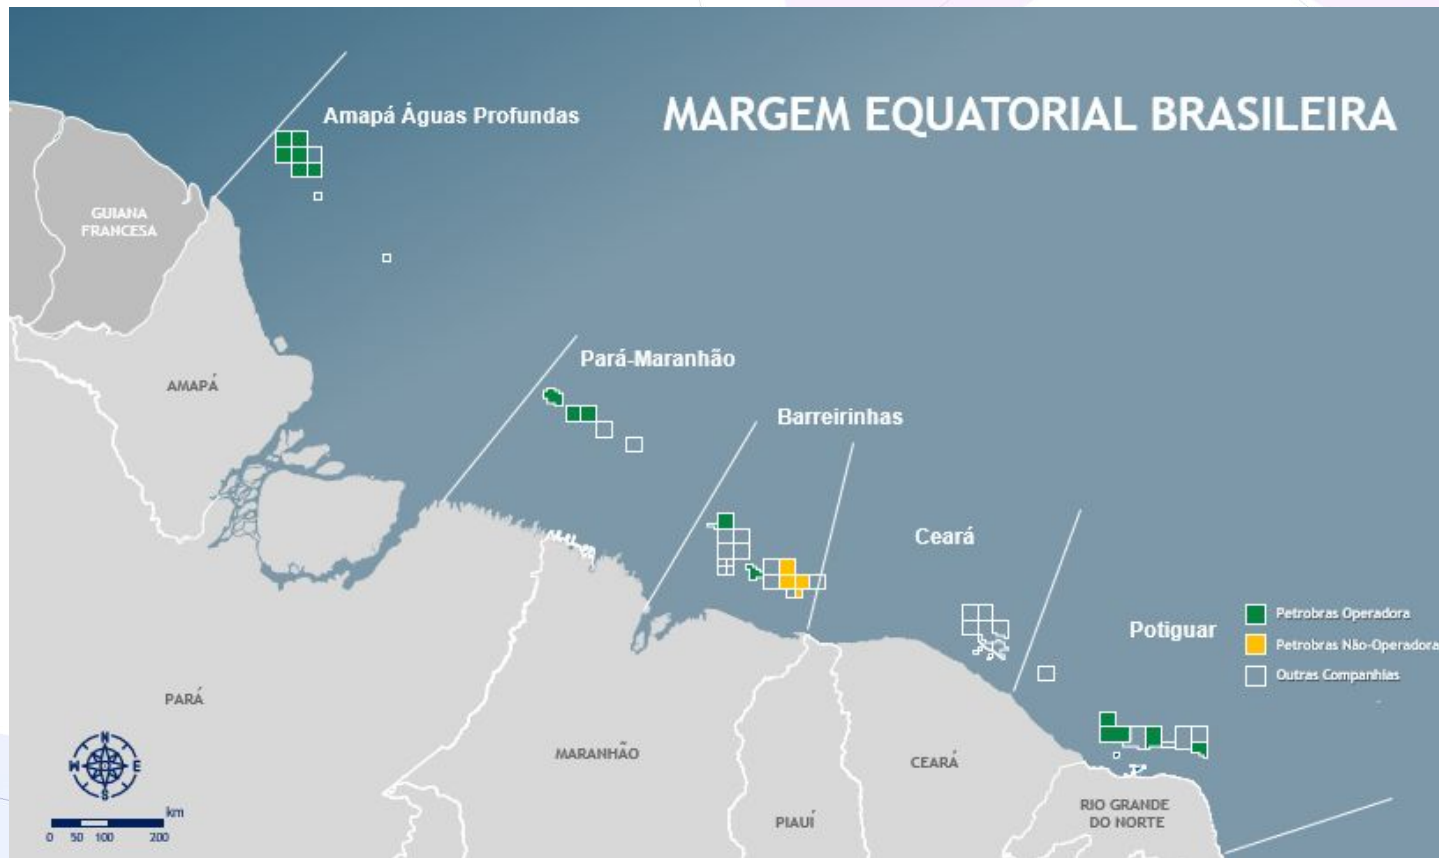 MARGEM EQUATORIAL BRASILEIRA
Amapá Águas Profundas
GUIANA
FRANCESA
Pará-Maranhão
AMAPÁ
Barreirinhas
Ceará
Potiguar
Petrobras Operadora
Petrobras Não-Operadora
Outras Companhias
PARÁ
MARANHÃO
CEARÁ
PIAUÍ
RIO GRANDE
DO NORTE
N
W E
S
km
0 50 100 200